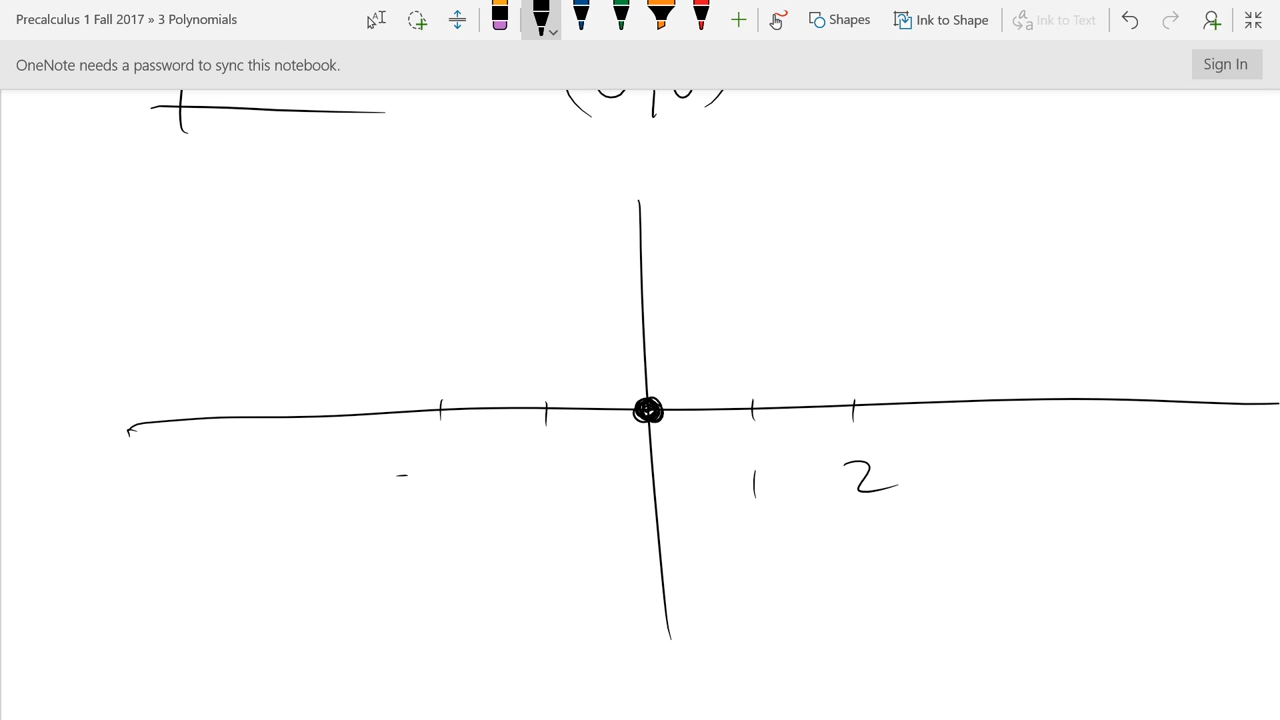 Precalculus 1 Fall 2017 » 3 Polynomials
Shapes
Ink to Shape
Ink to Text
OneNote needs a password to sync this notebook.
Sign In
- 1 2